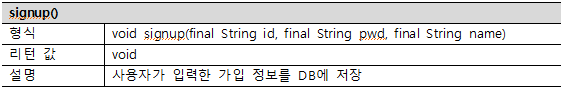 signup()
형식 void signup(final String id, final String pwd, final String name)
리턴 값 void
설명 사용자가 입력한 가입 정보를 DB에 저장